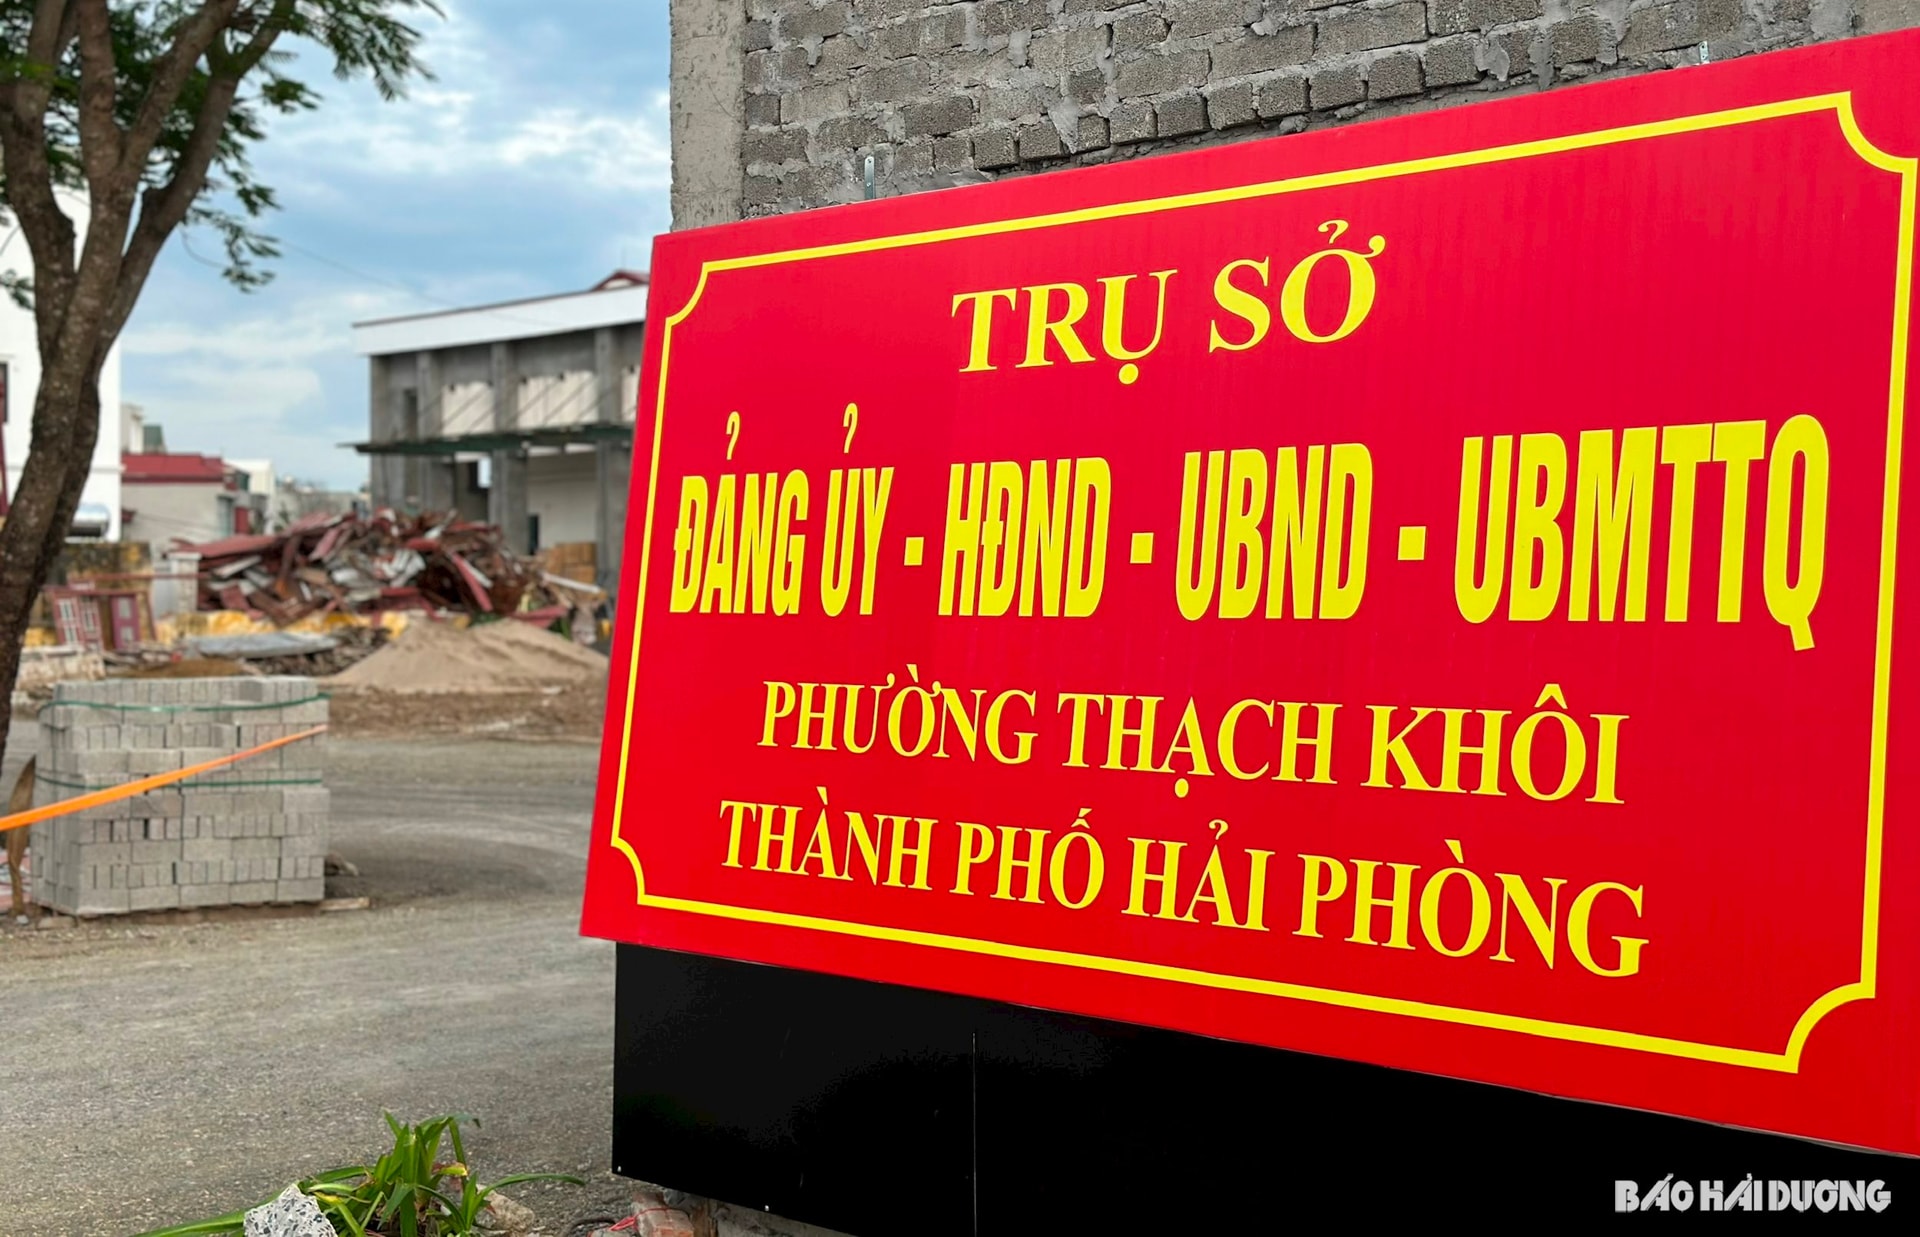 TRỤ SỞ
ĐẢNG ỦY - HĐND - UBND - UBMTTQ
PHƯỜNG THẠCH KHÔI
THÀNH PHỐ HẢI PHÒNG
BÁO HẢI DƯƠNG